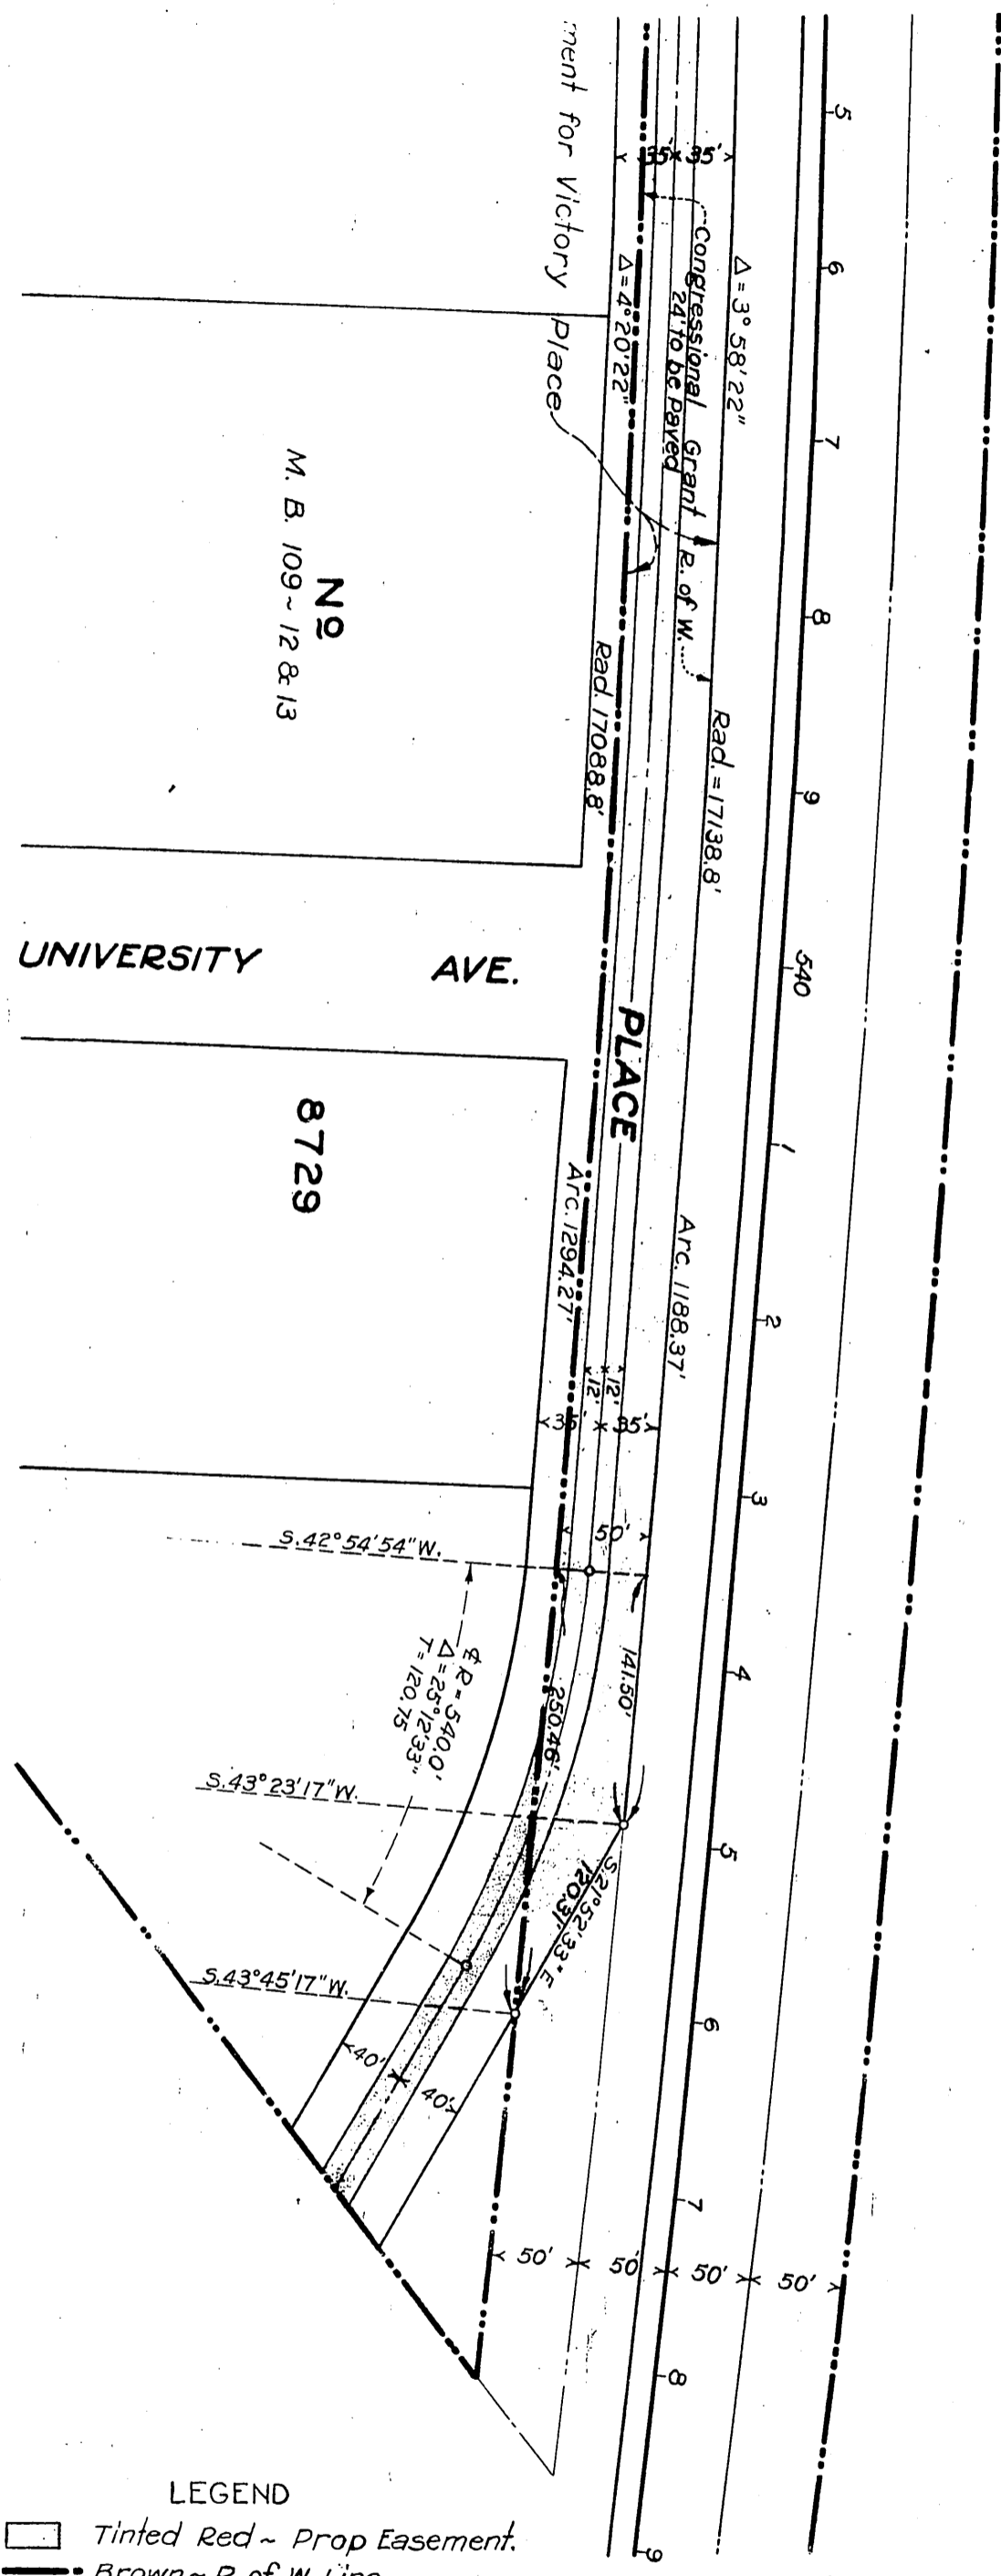 5
35' 35'
ment for Victory Place
Congressional Grant R. of W.
24' to be Paved
Δ = 3° 58' 22"
Δ = 4° 20' 22"
6
7
M. B. 109 ~ 12 & 13
Nº
8
Rad. 17088.8'
Rad. = 17138.8'
9
UNIVERSITY AVE.
540
PLACE
8729
1
Arc. 1294.27'
Arc. 1188.37'
2
12' 12'
35' 35'
3
50'
S. 42° 54' 54" W.
141.50'
4
₵ R = 540.0'
Δ = 25° 12' 33"
T = 120.75
250.46'
S. 43° 23' 17" W.
5
S. 21° 52' 33" E
120.31'
S. 43° 45' 17" W.
6
40' 40'
7
50' 50' 50' 50'
8
9
LEGEND
Tinted Red ~ Prop Easement.
Brown ~ R. of W. Line